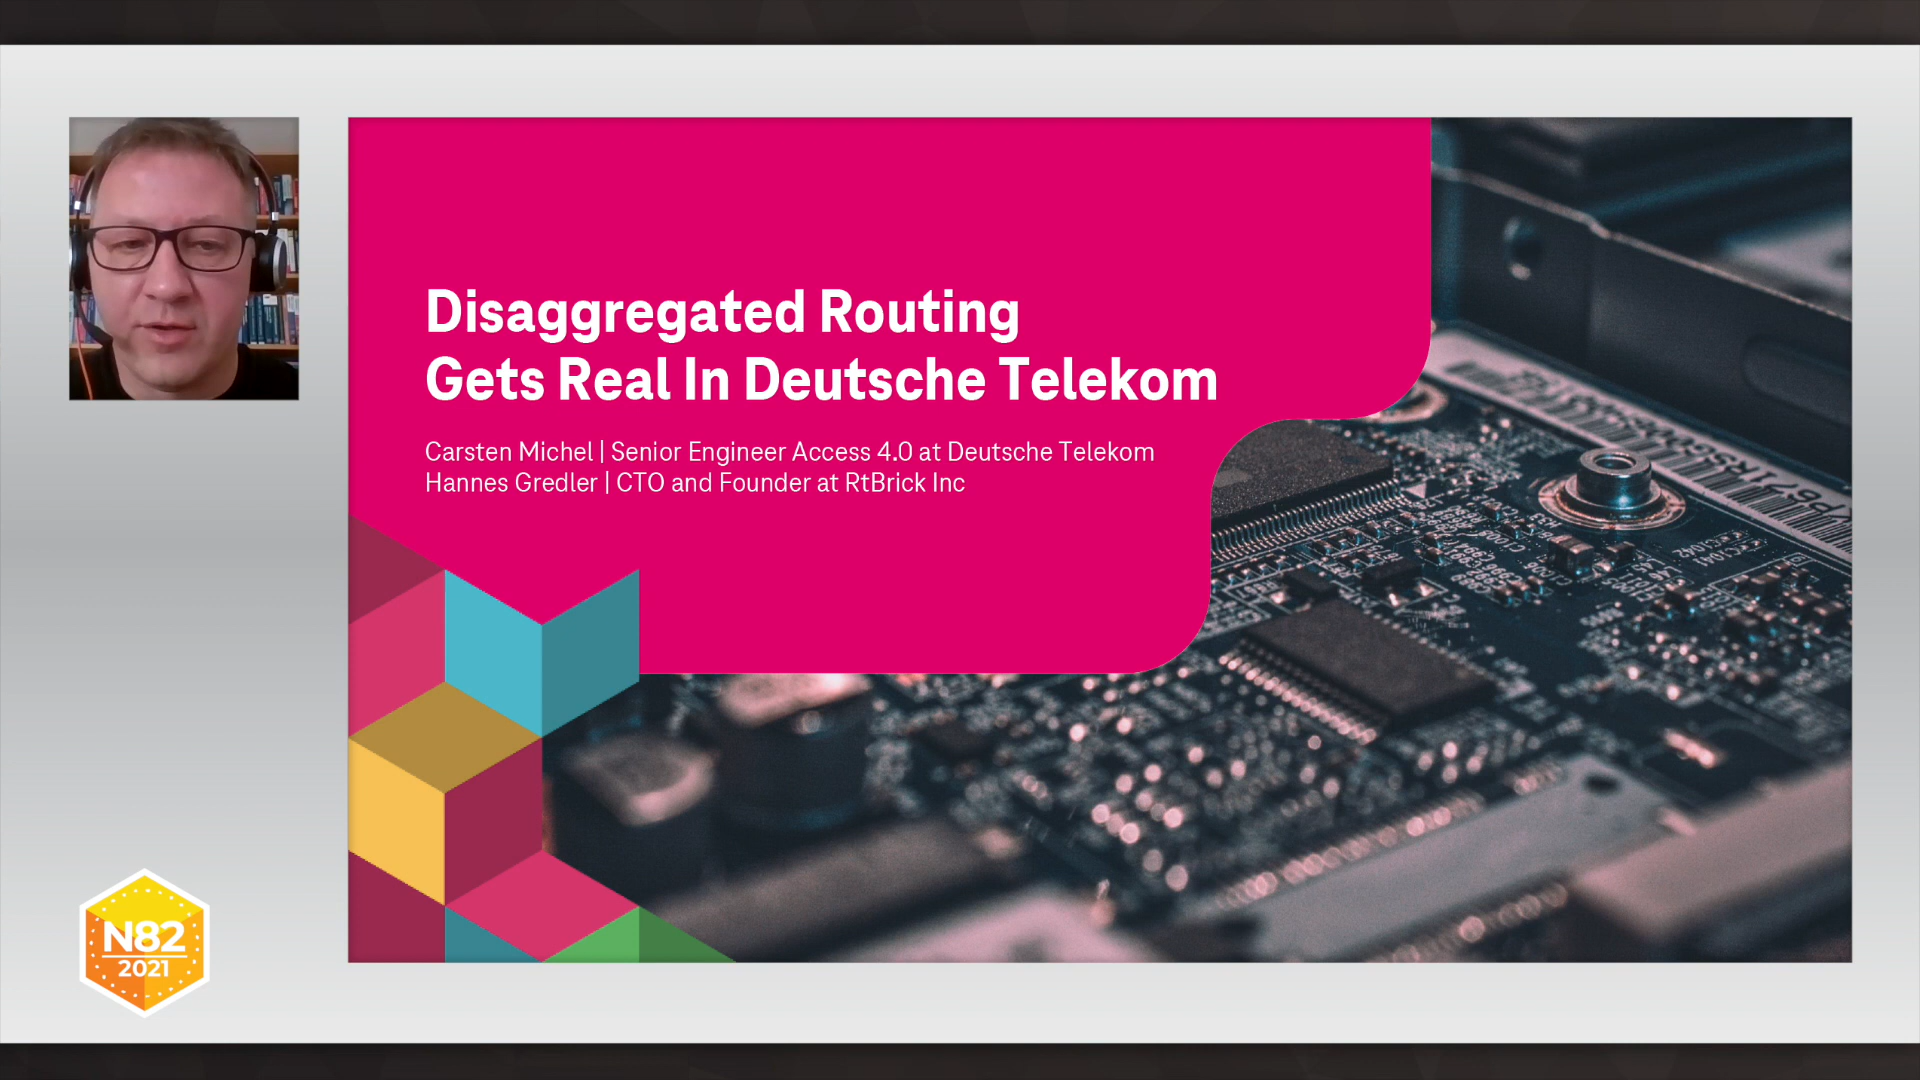 Disaggregated Routing
Gets Real In Deutsche Telekom
Carsten Michel | Senior Engineer Access 4.0 at Deutsche Telekom
Hannes Gredler | CTO and Founder at RtBrick Inc
N82
2021